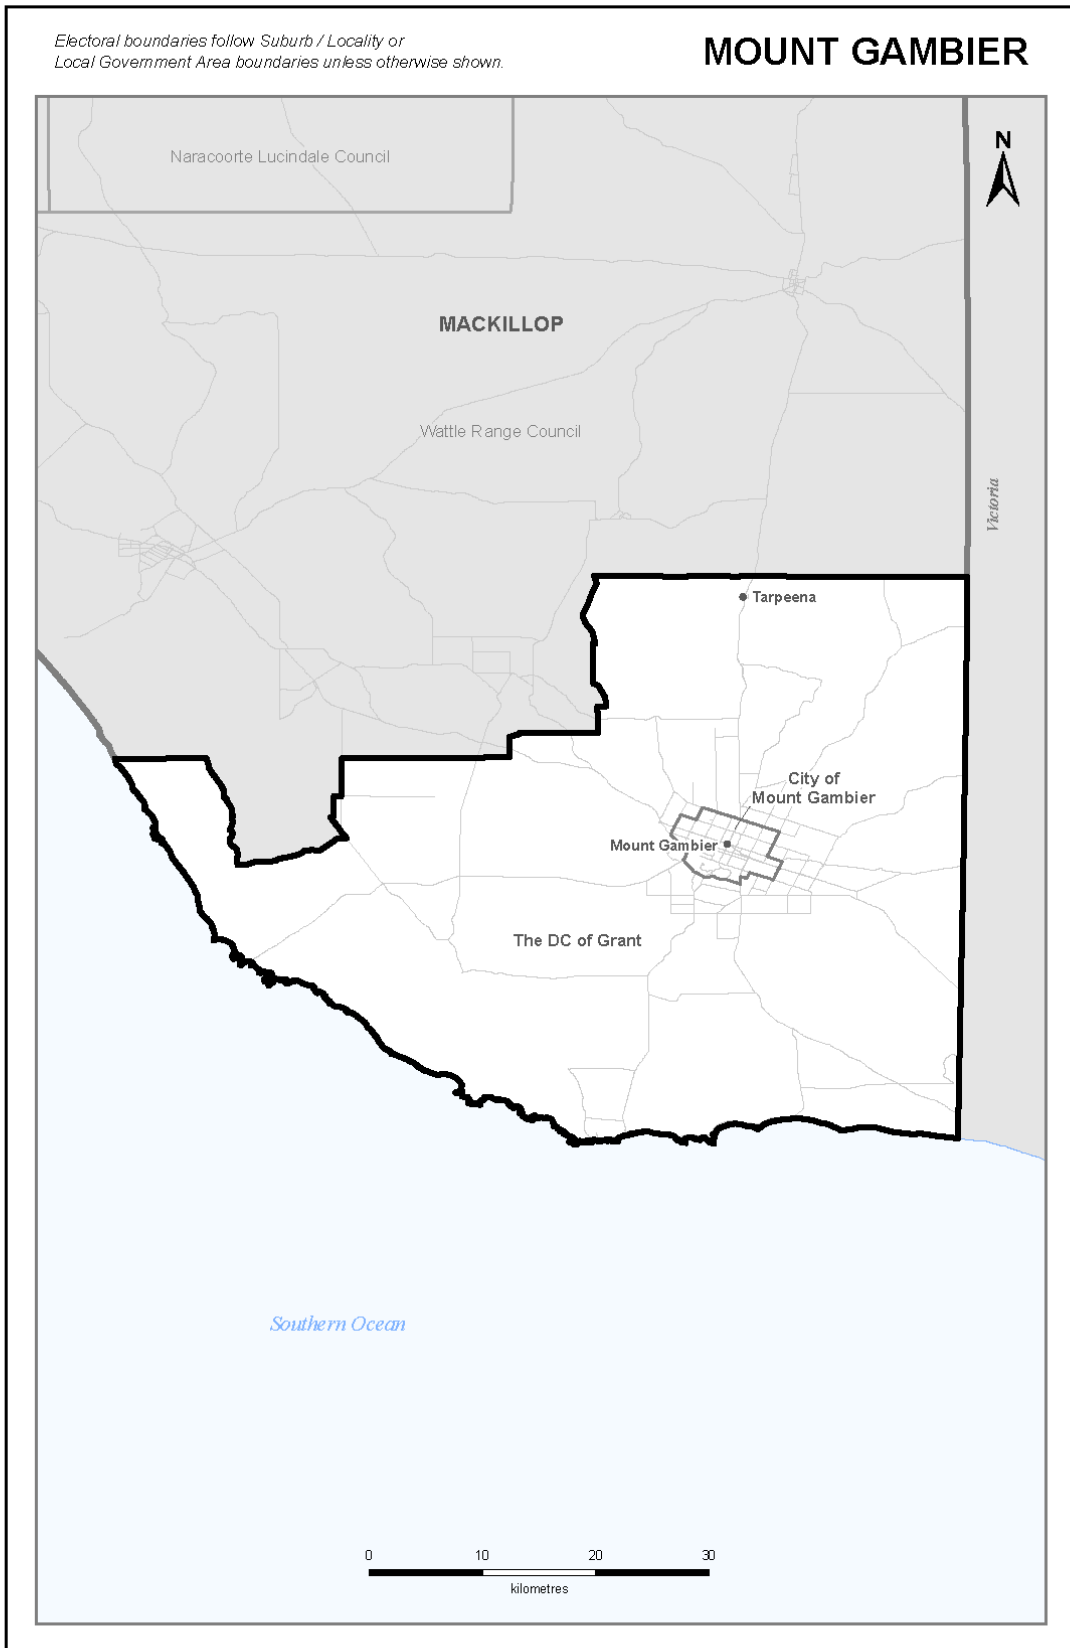 Electoral boundaries follow Suburb / Locality or
Local Government Area boundaries unless otherwise shown.
MOUNT GAMBIER
N
Naracoorte Lucindale Council
MACKILLOP
Wattle Range Council
Victoria
Tarpeena
City of
Mount Gambier
Mount Gambier
The DC of Grant
Southern Ocean
0 10 20 30
kilometres